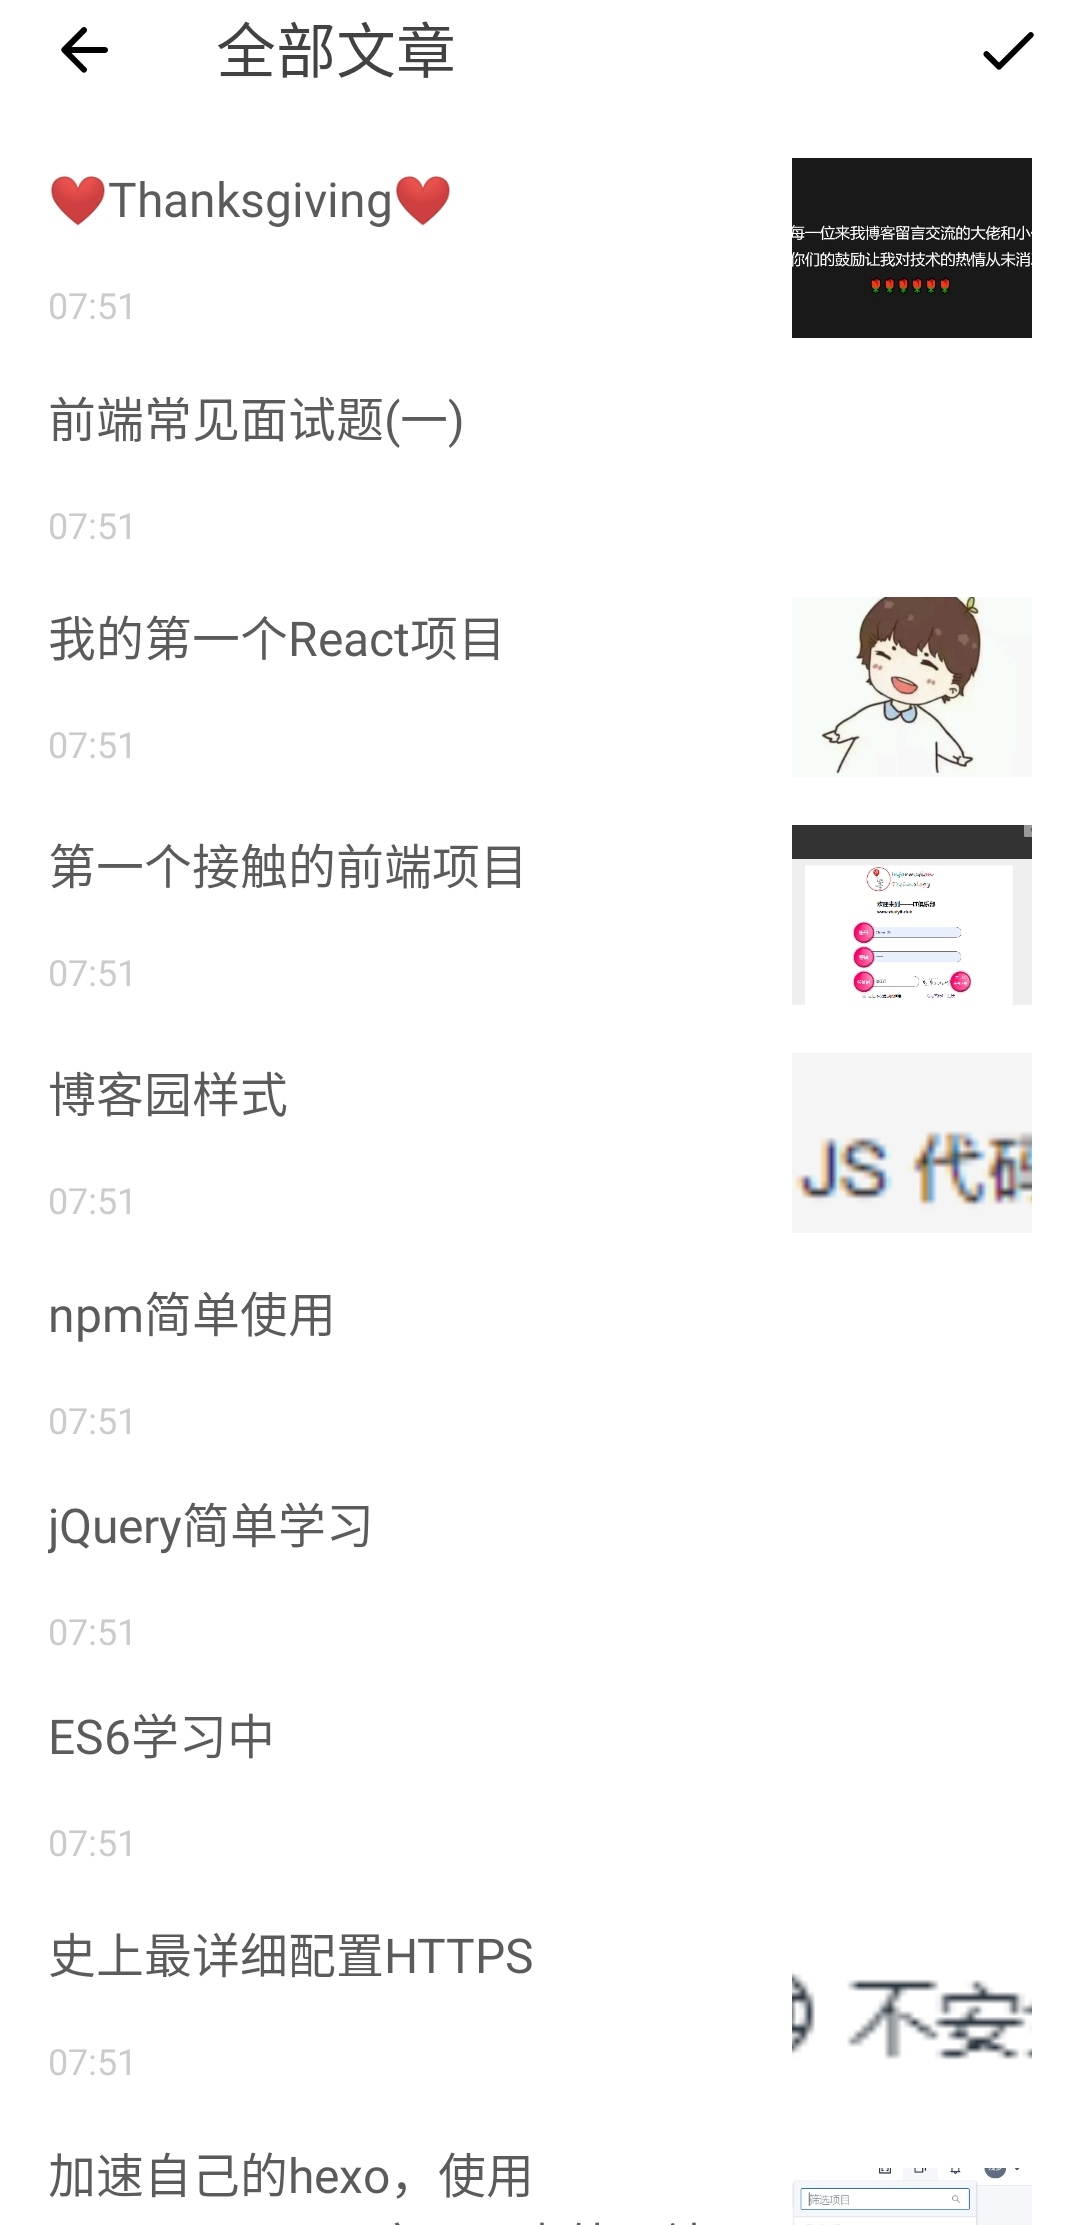 全部文章
❤️Thanksgiving❤️
每一位来我博客留言交流的大佬和小
你们的鼓励让我对技术的热情从未消
🌹🌹🌹🌹🌹🌹
07:51
前端常见面试题(一)
07:51
我的第一个React项目
07:51
第一个接触的前端项目
Information
Technology
07:51
博客园样式
JS 代码
07:51
npm简单使用
07:51
jQuery简单学习
07:51
ES6学习中
07:51
史上最详细配置HTTPS
不安
07:51
加速自己的hexo，使用
筛选项目